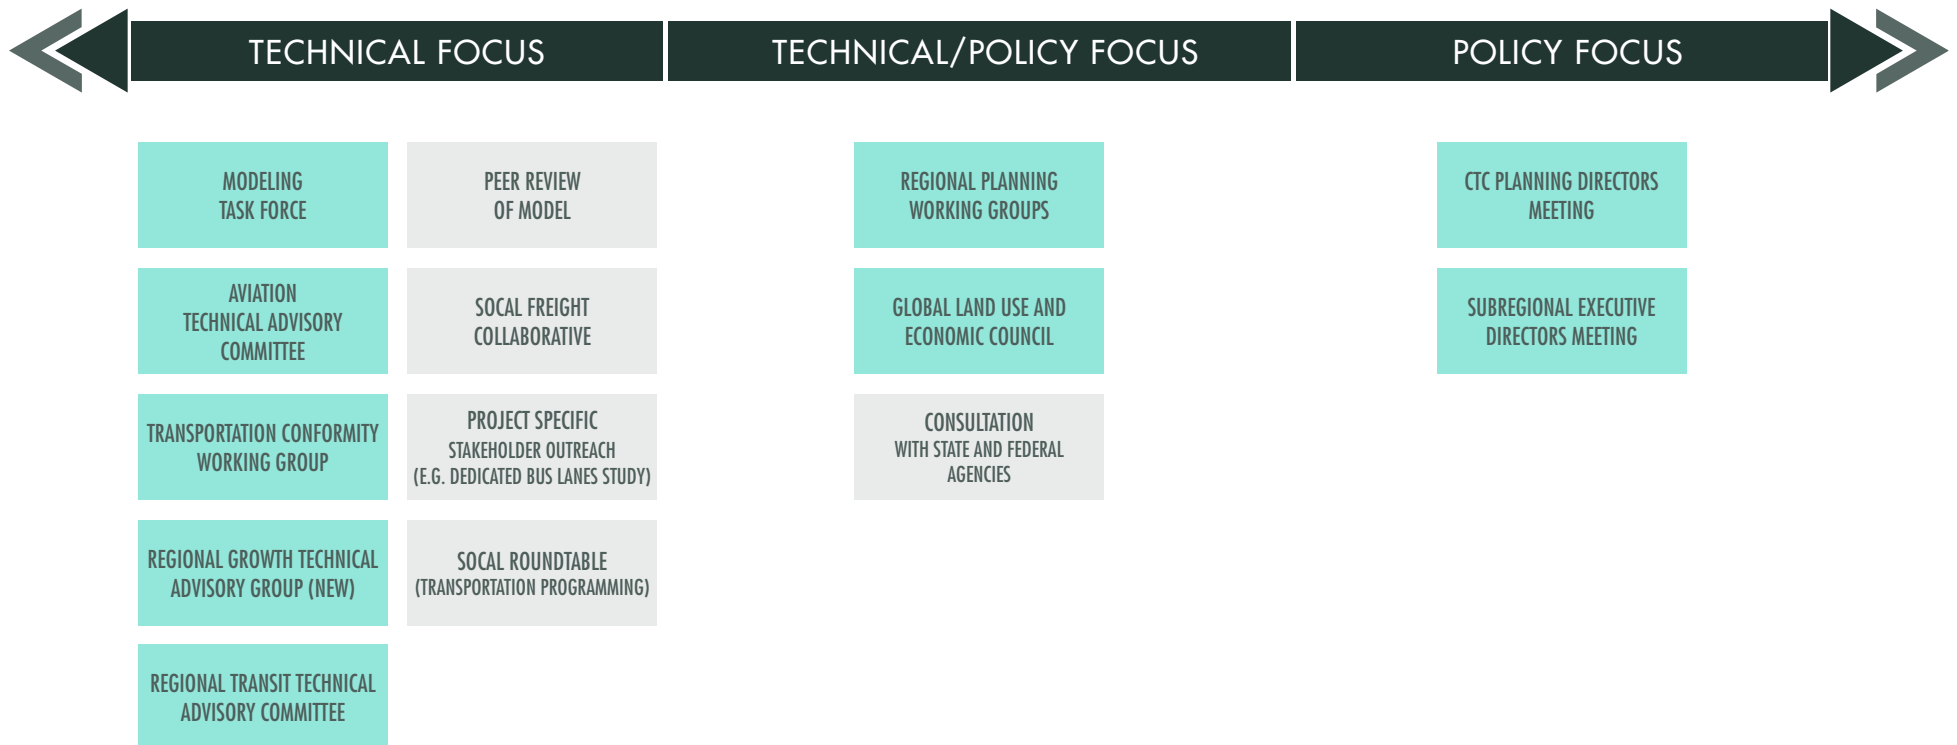 TECHNICAL FOCUS
TECHNICAL/POLICY FOCUS
POLICY FOCUS
MODELING
TASK FORCE
PEER REVIEW
OF MODEL
REGIONAL PLANNING
WORKING GROUPS
CTC PLANNING DIRECTORS
MEETING
AVIATION
TECHNICAL ADVISORY
COMMITTEE
SOCAL FREIGHT
COLLABORATIVE
GLOBAL LAND USE AND
ECONOMIC COUNCIL
SUBREGIONAL EXECUTIVE
DIRECTORS MEETING
TRANSPORTATION CONFORMITY
WORKING GROUP
PROJECT SPECIFIC
STAKEHOLDER OUTREACH
(E.G. DEDICATED BUS LANES STUDY)
CONSULTATION
WITH STATE AND FEDERAL
AGENCIES
REGIONAL GROWTH TECHNICAL
ADVISORY GROUP (NEW)
SOCAL ROUNDTABLE
(TRANSPORTATION PROGRAMMING)
REGIONAL TRANSIT TECHNICAL
ADVISORY COMMITTEE